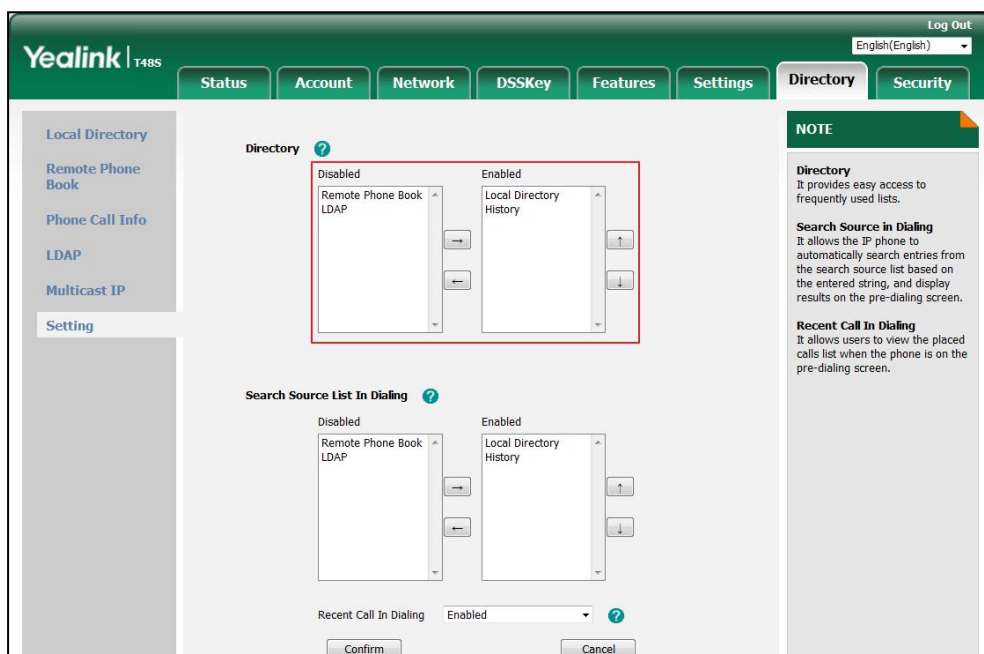 Log Out
Yealink | T48S
English(English)
Status Account Network DSSKey Features Settings Directory Security
Local Directory
Remote Phone
Book
Phone Call Info
LDAP
Multicast IP
Setting
Directory ?
Disabled Enabled
Remote Phone Book
LDAP
Local Directory
History
→ ↑
← ↓
Search Source List In Dialing ?
Disabled Enabled
Remote Phone Book
LDAP
Local Directory
History
→ ↑
← ↓
Recent Call In Dialing Enabled ?
Confirm Cancel
NOTE
Directory
It provides easy access to
frequently used lists.
Search Source in Dialing
It allows the IP phone to
automatically search entries from
the search source list based on
the entered string, and display
results on the pre-dialing screen.
Recent Call In Dialing
It allows users to view the placed
calls list when the phone is on the
pre-dialing screen.